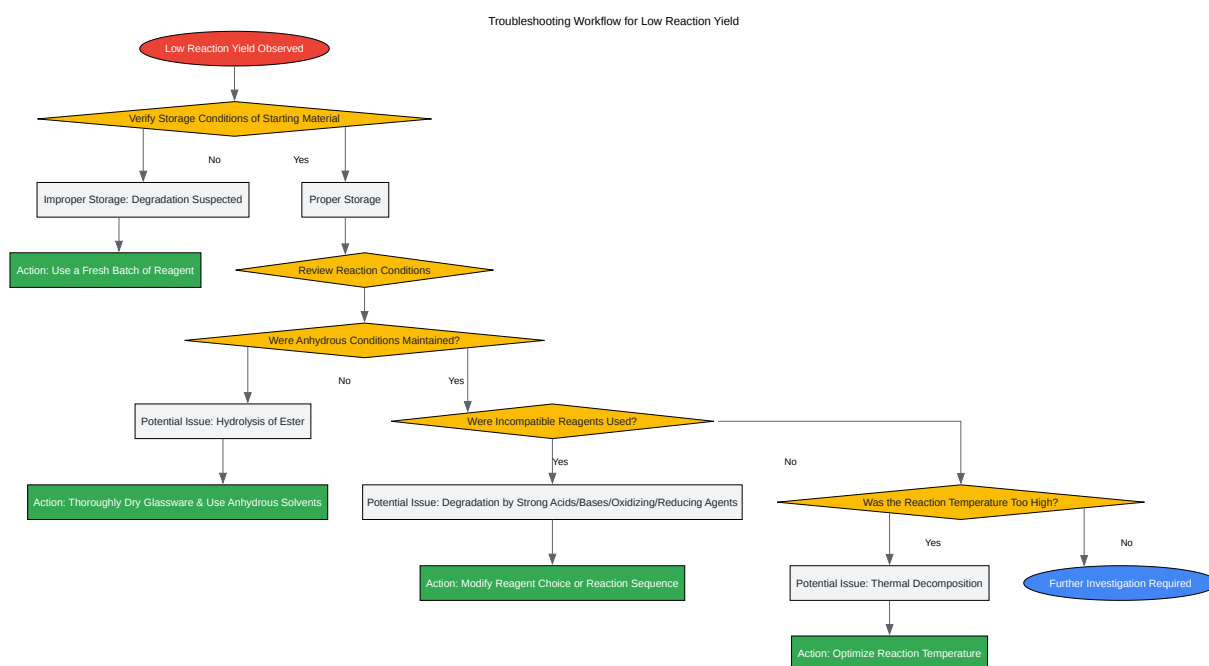 Troubleshooting Workflow for Low Reaction Yield
Low Reaction Yield Observed
Verify Storage Conditions of Starting Material
No
Yes
Improper Storage: Degradation Suspected
Proper Storage
Action: Use a Fresh Batch of Reagent
Review Reaction Conditions
Were Anhydrous Conditions Maintained?
No
Yes
Potential Issue: Hydrolysis of Ester
Were Incompatible Reagents Used?
Yes
No
Action: Thoroughly Dry Glassware & Use Anhydrous Solvents
Potential Issue: Degradation by Strong Acids/Bases/Oxidizing/Reducing Agents
Was the Reaction Temperature Too High?
Yes
No
Action: Modify Reagent Choice or Reaction Sequence
Potential Issue: Thermal Decomposition
Further Investigation Required
Action: Optimize Reaction Temperature